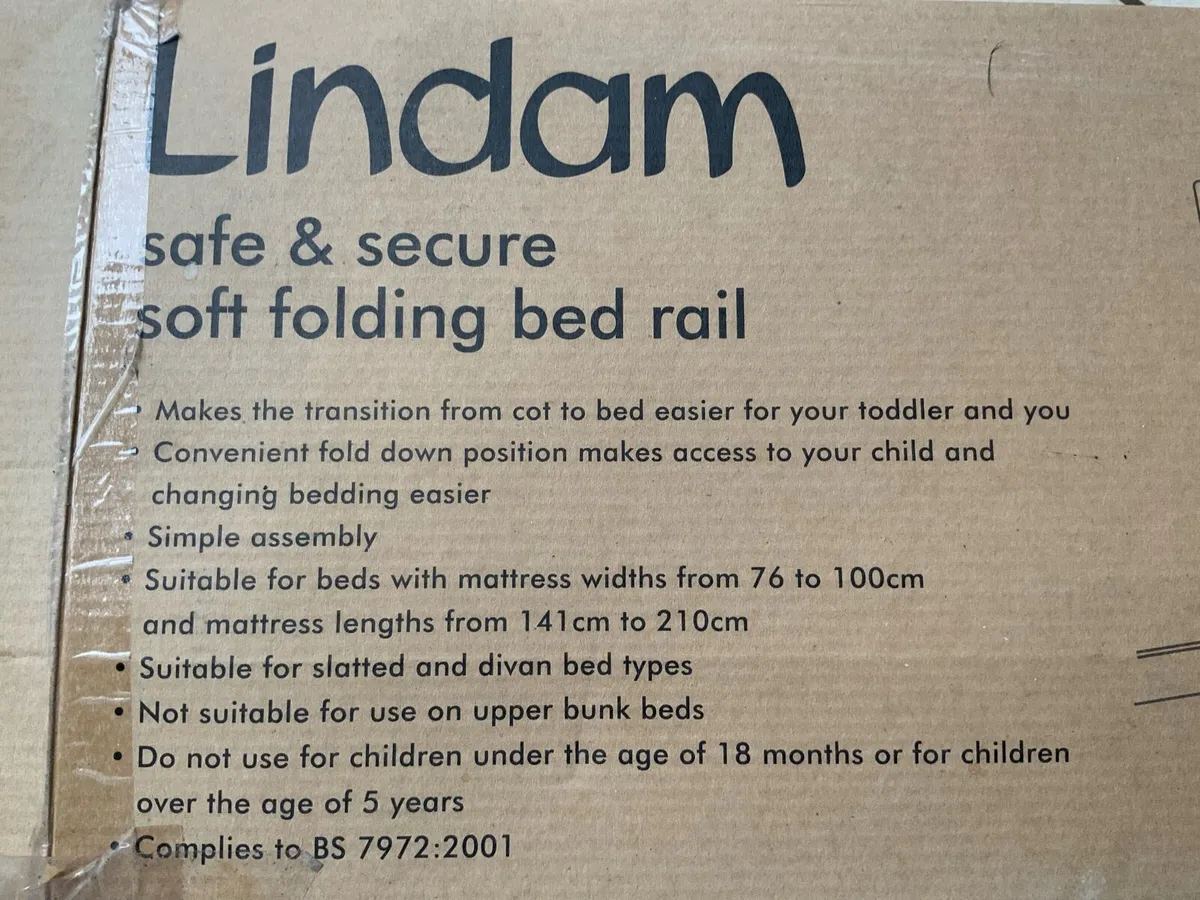 Lindam
safe & secure
soft folding bed rail
• Makes the transition from cot to bed easier for your toddler and you
• Convenient fold down position makes access to your child and
changing bedding easier
• Simple assembly
• Suitable for beds with mattress widths from 76 to 100cm
and mattress lengths from 141cm to 210cm
• Suitable for slatted and divan bed types
• Not suitable for use on upper bunk beds
• Do not use for children under the age of 18 months or for children
over the age of 5 years
• Complies to BS 7972:2001